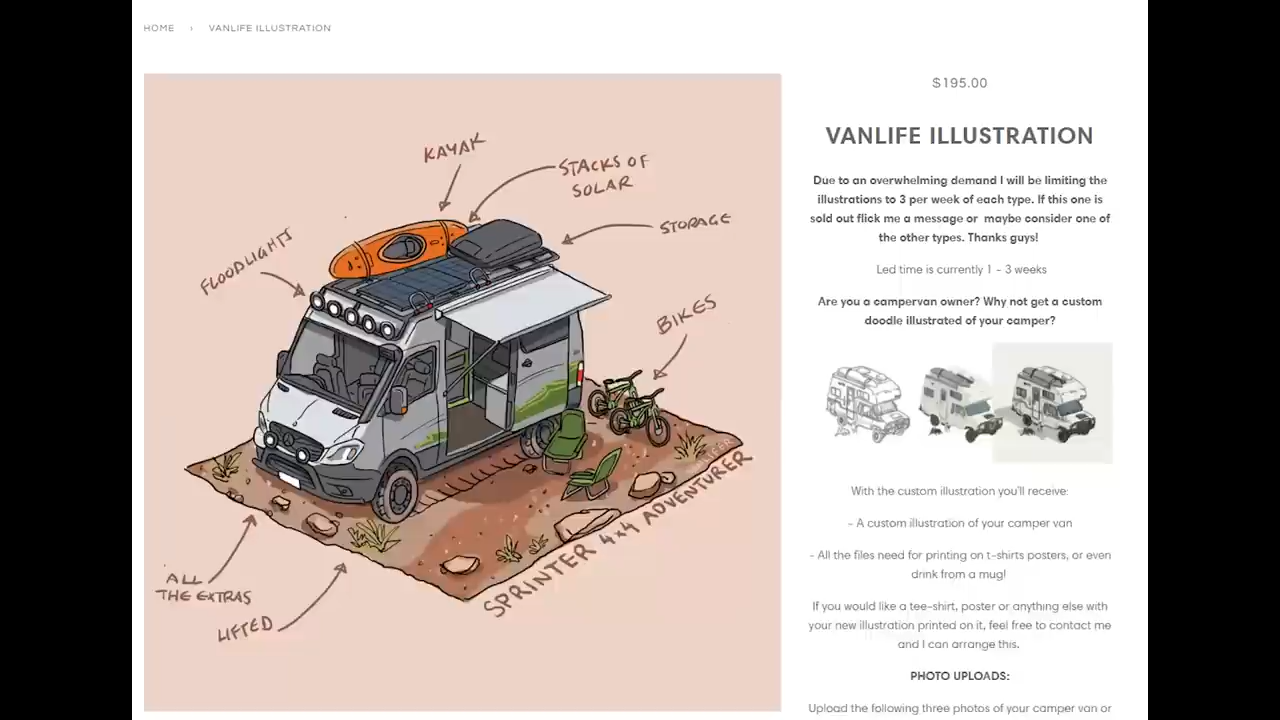 HOME › VANLIFE ILLUSTRATION
KAYAK
STACKS OF
SOLAR
STORAGE
FLOODLIGHTS
BIKES
SPRINTER 4x4 ADVENTURER
ALL
THE EXTRAS
LIFTED
$195.00
VANLIFE ILLUSTRATION
Due to an overwhelming demand I will be limiting the
illustrations to 3 per week of each type. If this one is
sold out flick me a message or maybe consider one of
the other types. Thanks guys!
Led time is currently 1 - 3 weeks
Are you a campervan owner? Why not get a custom
doodle illustrated of your camper?
With the custom illustration you'll receive:
- A custom illustration of your camper van
- All the files need for printing on t-shirts posters, or even
drink from a mug!
If you would like a tee-shirt, poster or anything else with
your new illustration printed on it, feel free to contact me
and I can arrange this.
PHOTO UPLOADS:
Upload the following three photos of your camper van or